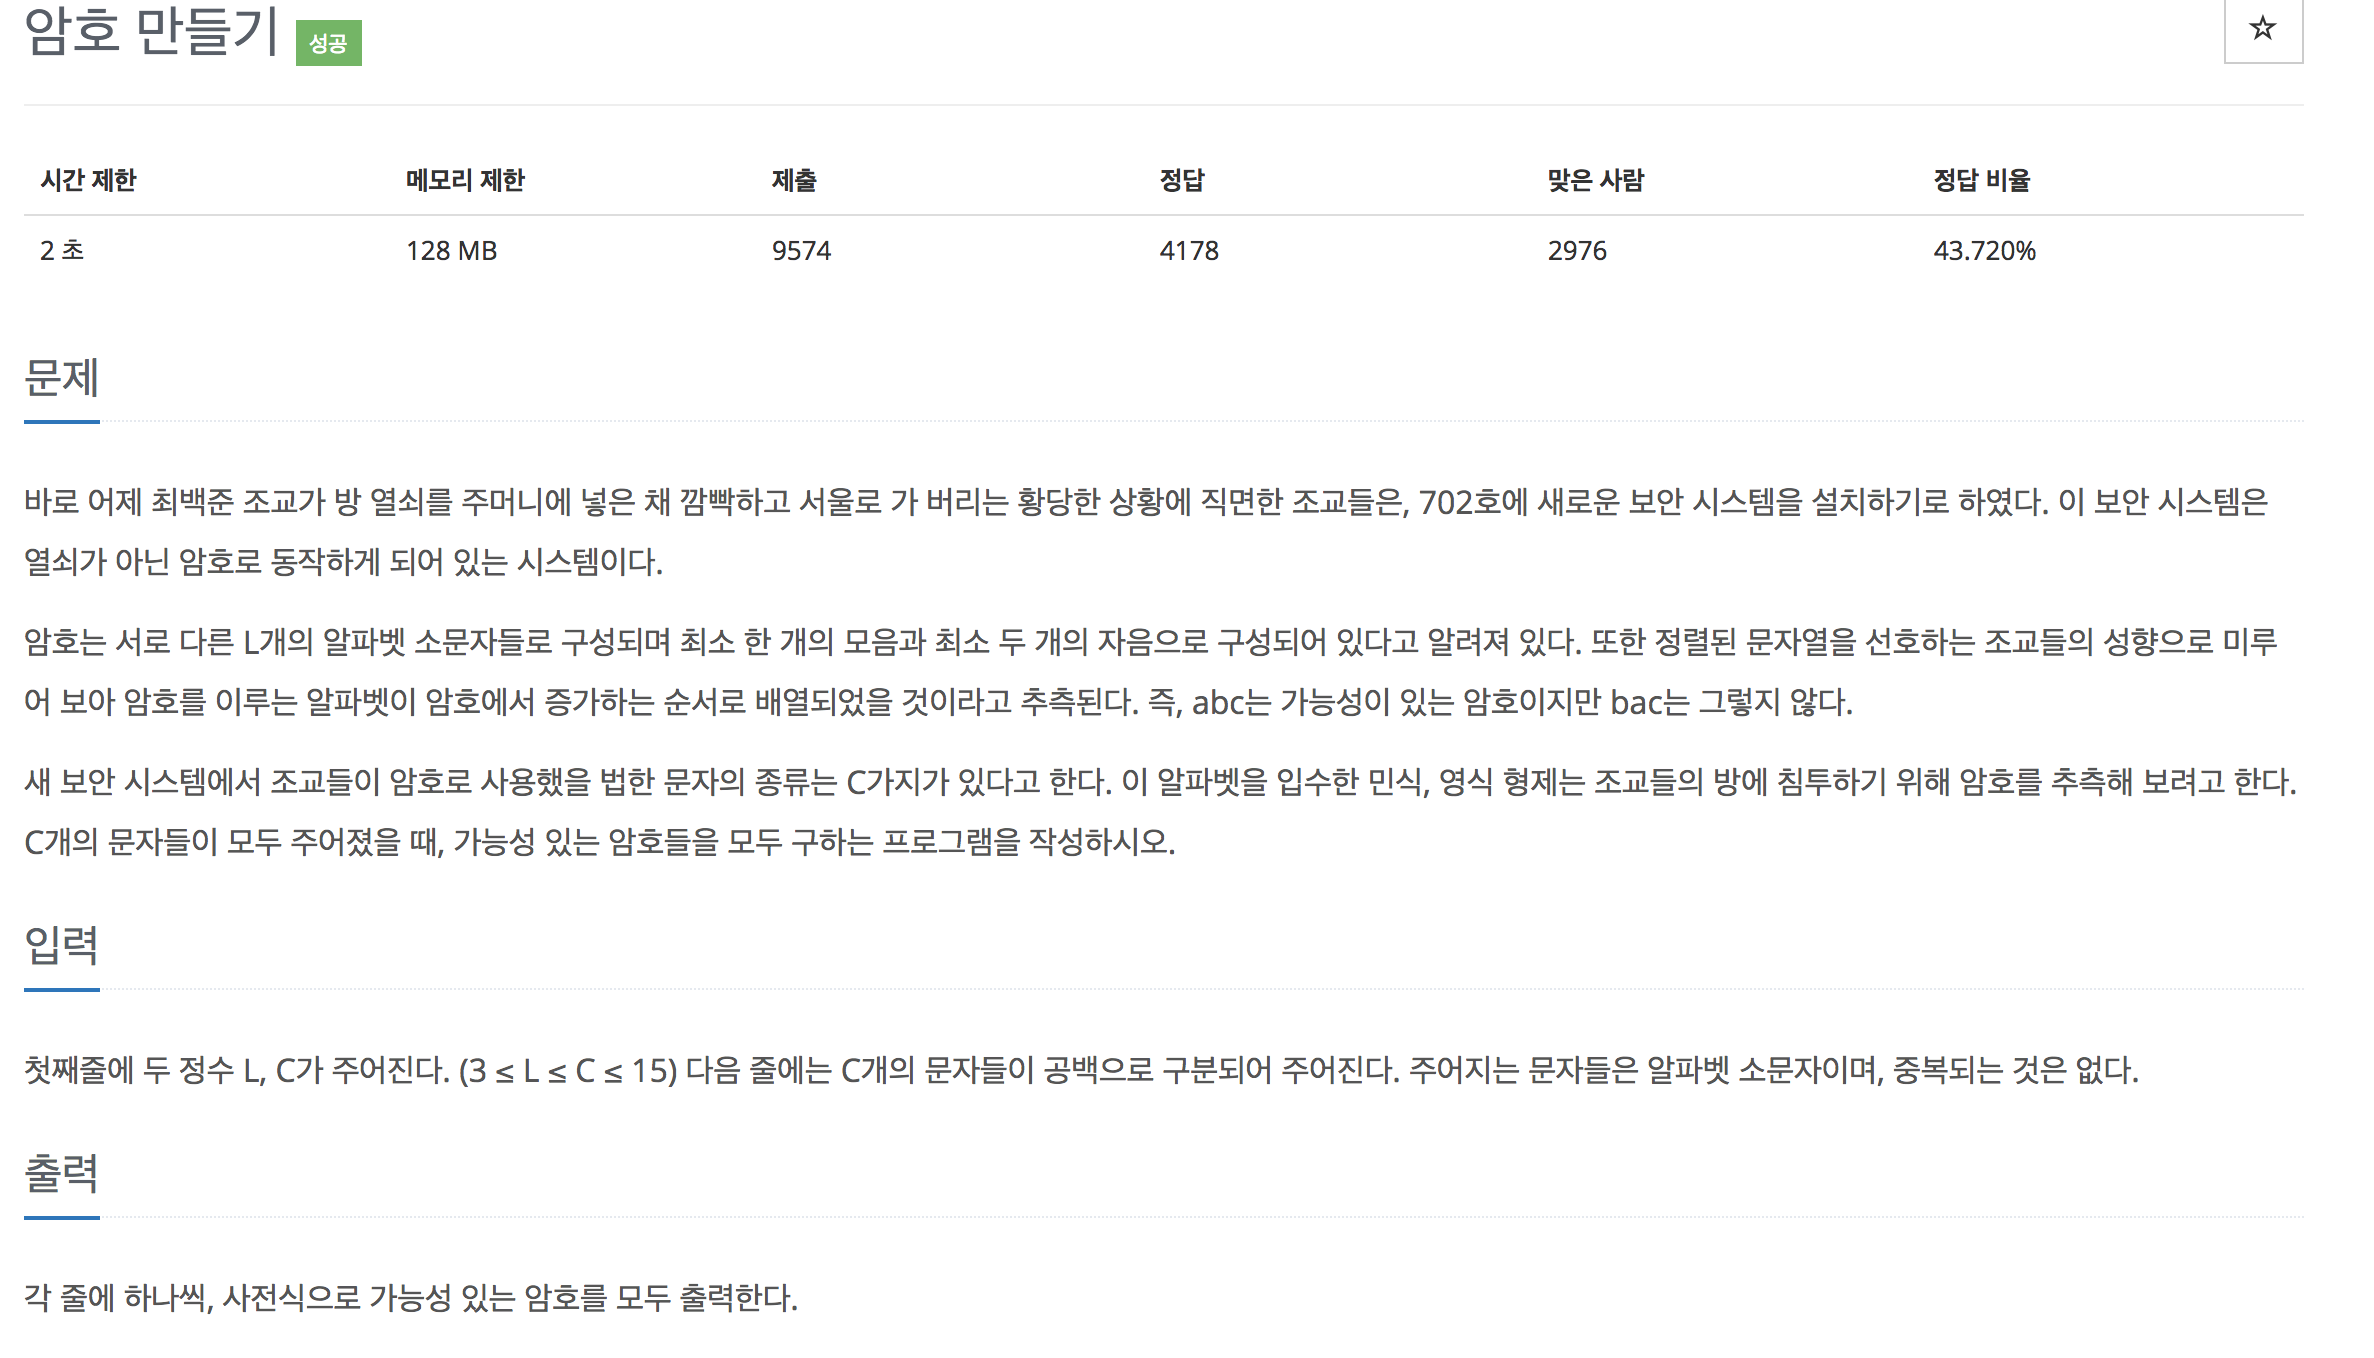 암호 만들기 성공
☆
시간 제한 메모리 제한 제출 정답 맞은 사람 정답 비율
2 초 128 MB 9574 4178 2976 43.720%
문제
바로 어제 최백준 조교가 방 열쇠를 주머니에 넣은 채 깜빡하고 서울로 가 버리는 황당한 상황에 직면한 조교들은, 702호에 새로운 보안 시스템을 설치하기로 하였다. 이 보안 시스템은
열쇠가 아닌 암호로 동작하게 되어 있는 시스템이다.
암호는 서로 다른 L개의 알파벳 소문자들로 구성되며 최소 한 개의 모음과 최소 두 개의 자음으로 구성되어 있다고 알려져 있다. 또한 정렬된 문자열을 선호하는 조교들의 성향으로 미루
어 보아 암호를 이루는 알파벳이 암호에서 증가하는 순서로 배열되었을 것이라고 추측된다. 즉, abc는 가능성이 있는 암호이지만 bac는 그렇지 않다.
새 보안 시스템에서 조교들이 암호로 사용했을 법한 문자의 종류는 C가지가 있다고 한다. 이 알파벳을 입수한 민식, 영식 형제는 조교들의 방에 침투하기 위해 암호를 추측해 보려고 한다.
C개의 문자들이 모두 주어졌을 때, 가능성 있는 암호들을 모두 구하는 프로그램을 작성하시오.
입력
첫째줄에 두 정수 L, C가 주어진다. (3 ≤ L ≤ C ≤ 15) 다음 줄에는 C개의 문자들이 공백으로 구분되어 주어진다. 주어지는 문자들은 알파벳 소문자이며, 중복되는 것은 없다.
출력
각 줄에 하나씩, 사전식으로 가능성 있는 암호를 모두 출력한다.